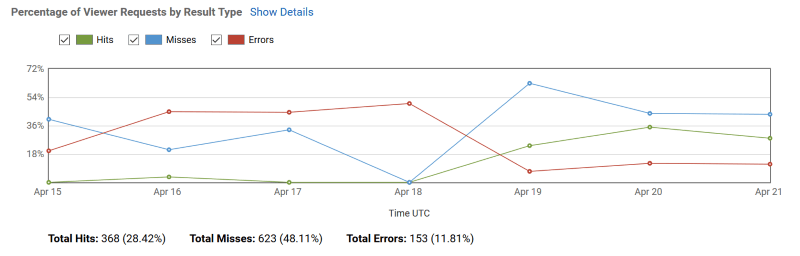 Percentage of Viewer Requests by Result Type Show Details
Hits Misses Errors
72%
54%
36%
18%
Apr 15 Apr 16 Apr 17 Apr 18 Apr 19 Apr 20 Apr 21
Time UTC
Total Hits: 368 (28.42%) Total Misses: 623 (48.11%) Total Errors: 153 (11.81%)